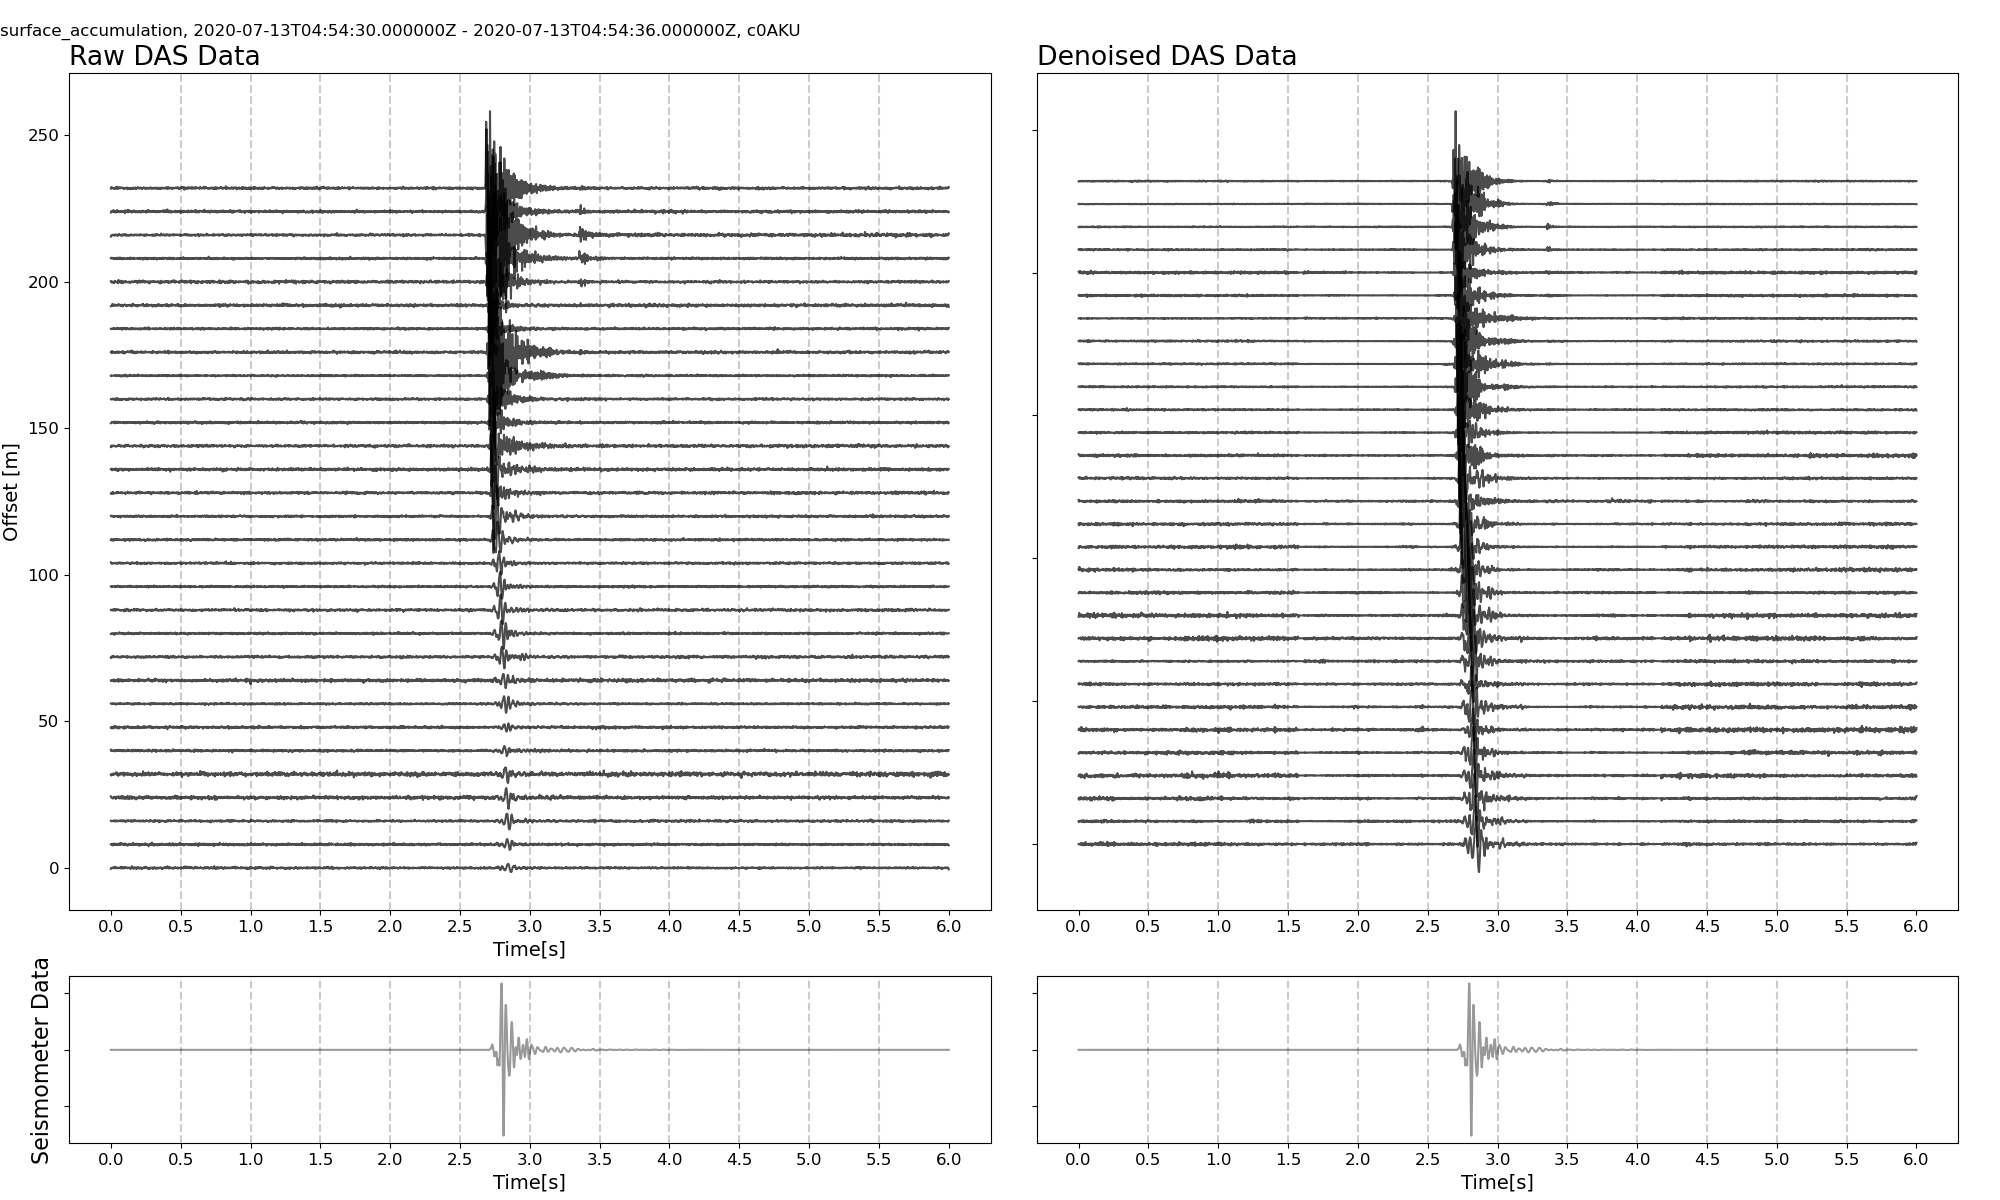 surface_accumulation, 2020-07-13T04:54:30.000000Z - 2020-07-13T04:54:36.000000Z, c0AKU
Raw DAS Data
Denoised DAS Data
Offset [m]
250
200
150
100
50
0
0.0 0.5 1.0 1.5 2.0 2.5 3.0 3.5 4.0 4.5 5.0 5.5 6.0
Time[s]
0.0 0.5 1.0 1.5 2.0 2.5 3.0 3.5 4.0 4.5 5.0 5.5 6.0
Seismometer Data
0.0 0.5 1.0 1.5 2.0 2.5 3.0 3.5 4.0 4.5 5.0 5.5 6.0
Time[s]
0.0 0.5 1.0 1.5 2.0 2.5 3.0 3.5 4.0 4.5 5.0 5.5 6.0
Time[s]